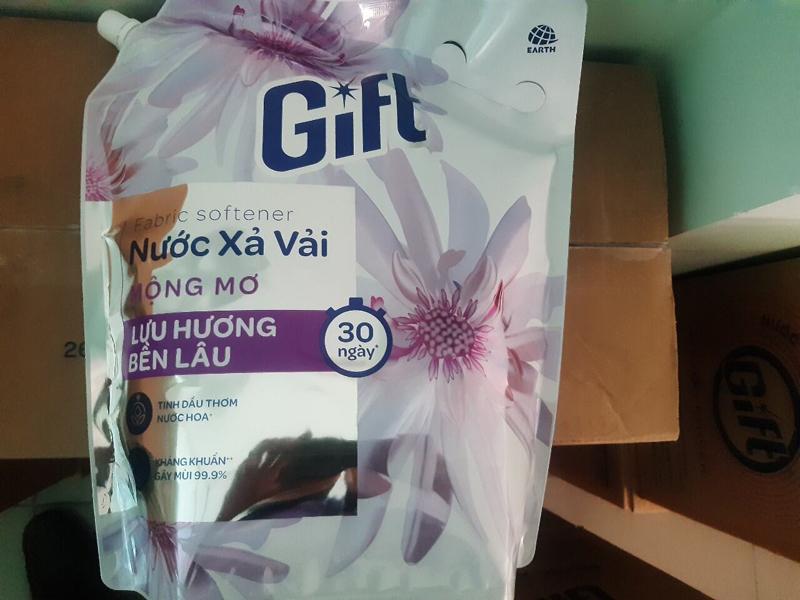 EARTH
Gift
Fabric softener
Nước Xả Vải
MỘNG MƠ
LƯU HƯƠNG
BỀN LÂU
30
ngày*
TINH DẦU THƠM
NƯỚC HOA*
KHÁNG KHUẨN**
GÂY MÙI 99.9%
26
Gift